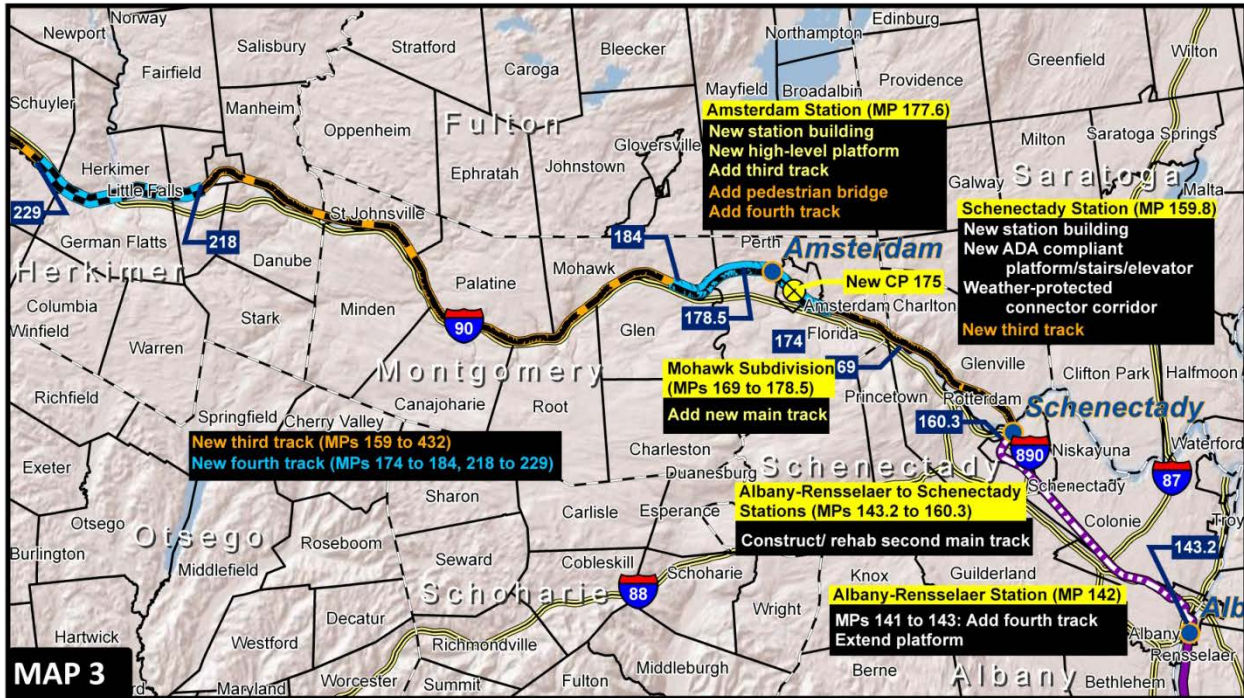 Newport
Norway
Salisbury
Stratford
Caroga
Bleecker
Northampton
Edinburg
Greenfield
Wilton
Schuyler
Fairfield
Manheim
Oppenheim
Fulton
Mayfield
Broadalbin
Providence
Herkimer
Little Falls
Ephratah
Johnstown
Gloversville
Amsterdam Station (MP 177.6)
New station building
New high-level platform
Add third track
Add pedestrian bridge
Add fourth track
Milton
Saratoga Springs
Galway
Saratoga
Malta
229
218
St Johnsville
German Flatts
Danube
Herkimer
Columbia
Winfield
Stark
Warren
Minden
Palatine
Mohawk
184
Perth
Amsterdam
New CP 175
Amsterdam
Charlton
Schenectady Station (MP 159.8)
New station building
New ADA compliant
platform/stairs/elevator
Weather-protected
connector corridor
New third track
90
Glen
178.5
174
Florida
69
Glenville
Clifton Park
Halfmoon
Montgomery
Mohawk Subdivision
(MPs 169 to 178.5)
Add new main track
Princetown
Rotterdam
Schenectady
160.3
Richfield
Springfield
Cherry Valley
Canajoharie
Root
New third track (MPs 159 to 432)
New fourth track (MPs 174 to 184, 218 to 229)
Charleston
Duanesburg
Schenectady
890
Niskayuna
Waterford
87
Exeter
Otsego
Otsego
Burlington
Middlefield
Roseboom
Sharon
Seward
Carlisle
Esperance
Schenectady
Colonie
Troy
Albany-Rensselaer to Schenectady
Stations (MPs 143.2 to 160.3)
Construct/ rehab second main track
143.2
Cobleskill
Schoharie
Schoharie
88
Knox
Guilderland
Wright
Albany-Rensselaer Station (MP 142)
MPs 141 to 143: Add fourth track
Extend platform
Alb
Albany
Rensselaer
Hartwick
Westford
Decatur
Richmondville
Middleburgh
Berne
Albany
Bethlehem
MAP 3
Maryland
Worcester
Summit
Fulton